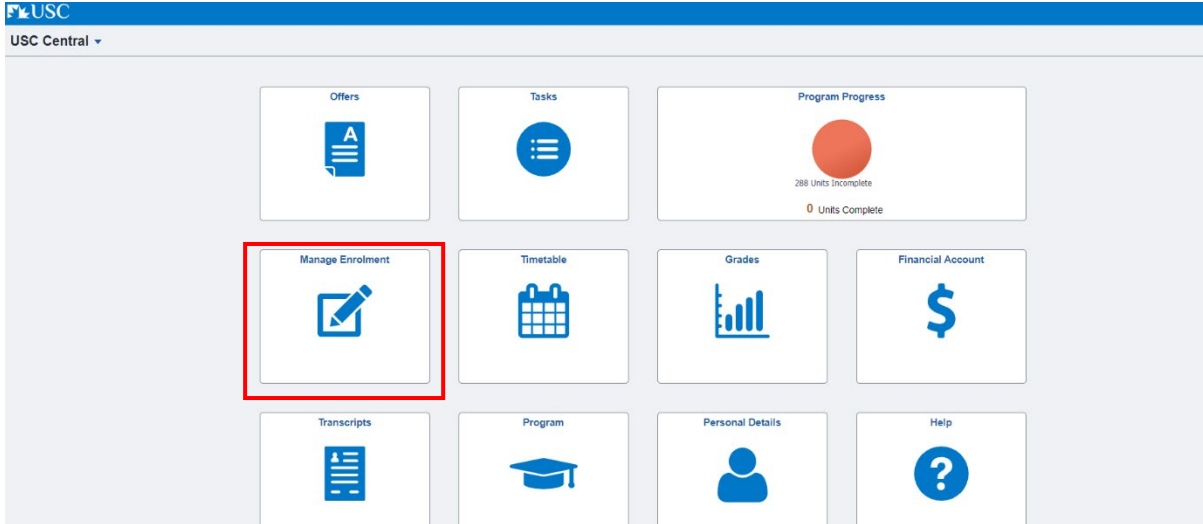 USC
USC Central
Offers
Tasks
Program Progress
A
288 Units Incomplete
0 Units Complete
Manage Enrolment
Timetable
Grades
Financial Account
$
Transcripts
Program
Personal Details
Help
?